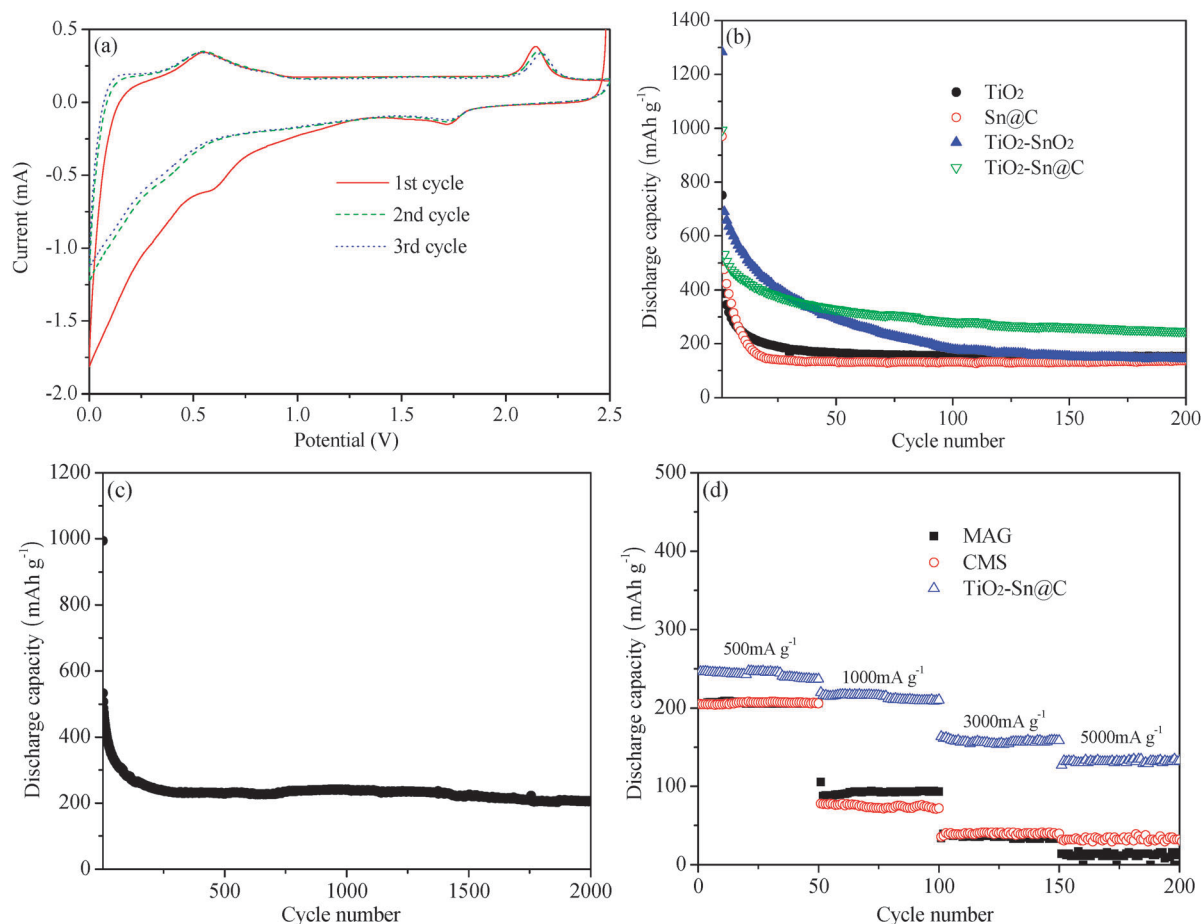 (a)
0.5
0.0
-0.5
-1.0
-1.5
-2.0
Current (mA)
1st cycle
2nd cycle
3rd cycle
0.0 0.5 1.0 1.5 2.0 2.5
Potential (V)
(b)
1400
1200
1000
800
600
400
200
0
Discharge capacity (mAh g⁻¹)
TiO₂
Sn@C
TiO₂-SnO₂
TiO₂-Sn@C
50 100 150 200
Cycle number
(c)
1200
1000
800
600
400
200
0
Discharge capacity (mAh g⁻¹)
500 1000 1500 2000
Cycle number
(d)
500
400
300
200
100
0
Discharge capacity (mAh g⁻¹)
MAG
CMS
TiO₂-Sn@C
500mA g⁻¹
1000mA g⁻¹
3000mA g⁻¹
5000mA g⁻¹
0 50 100 150 200
Cycle number